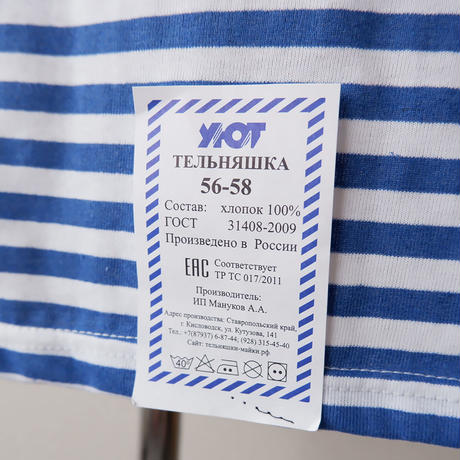 УЮТ
ТЕЛЬНЯШКА
56-58
Состав: хлопок 100%
ГОСТ 31408-2009
Произведено в России
ЕАС Соответствует
ТР ТС 017/2011
Производитель:
ИП Мануков А.А.
Адрес производства: Ставропольский край,
г. Кисловодск, ул. Кутузова, 141
Тел.: +7(87937) 6-87-44; (928) 315-45-40
Сайт: тельняшки-майки.рф
40°